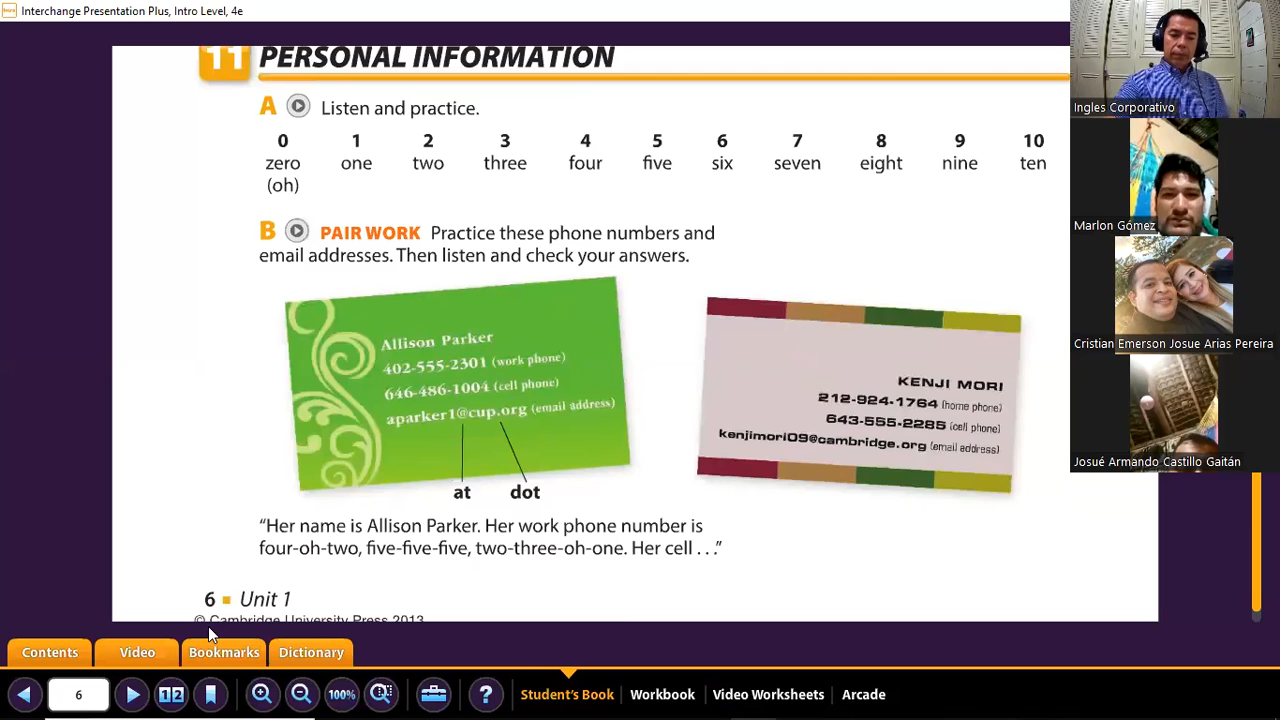 Interchange Presentation Plus, Intro Level, 4e
11 PERSONAL INFORMATION
A Listen and practice.
0 1 2 3 4 5 6 7 8 9 10
zero one two three four five six seven eight nine ten
(oh)
B PAIR WORK Practice these phone numbers and
email addresses. Then listen and check your answers.
Allison Parker
402-555-2301 (work phone)
646-486-1004 (cell phone)
aparker1@cup.org (email address)
at dot
KENJI MORI
212-924-1764 (home phone)
643-555-2285 (cell phone)
kenjimori09@cambridge.org (email address)
“Her name is Allison Parker. Her work phone number is
four-oh-two, five-five-five, two-three-oh-one. Her cell . . .”
6 Unit 1
© Cambridge University Press 2013
Ingles Corporativo
Marlon Gómez
Cristian Emerson Josue Arias Pereira
Josué Armando Castillo Gaitán
Contents Video Bookmarks Dictionary
6 12 100% ? Student's Book Workbook Video Worksheets Arcade